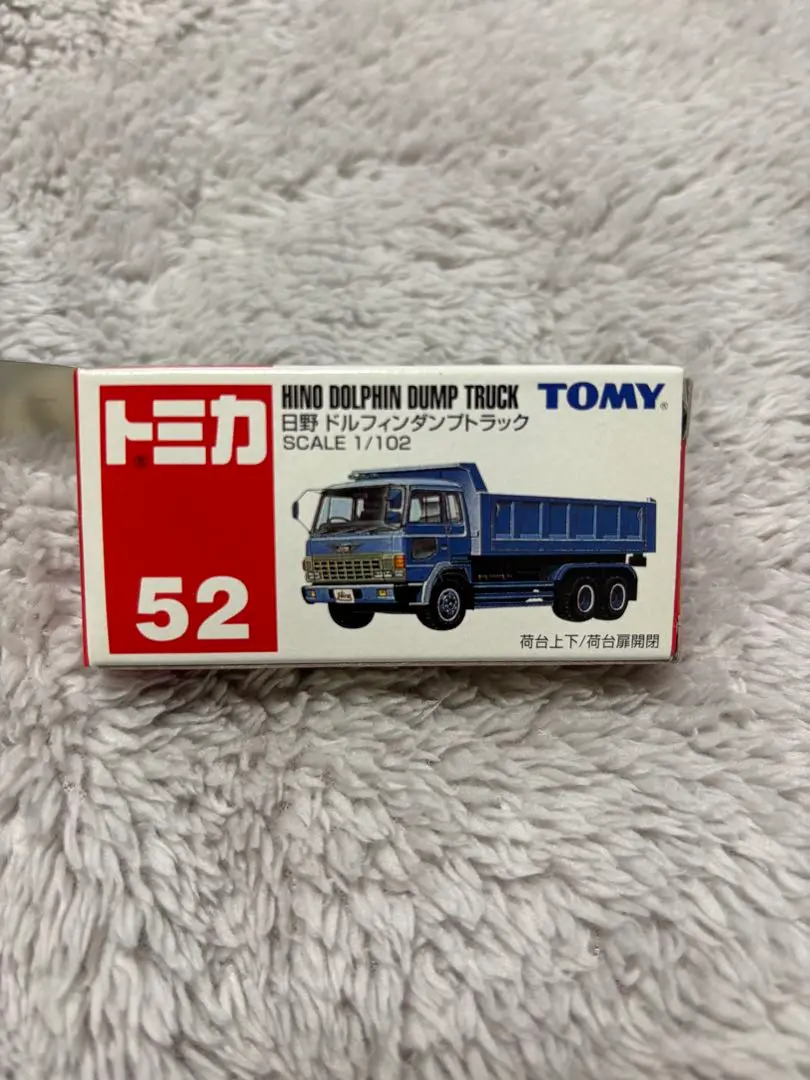 トミカ
52
HINO DOLPHIN DUMP TRUCK
日野 ドルフィンダンプトラック
SCALE 1/102
TOMY®
荷台上下/荷台扉開閉